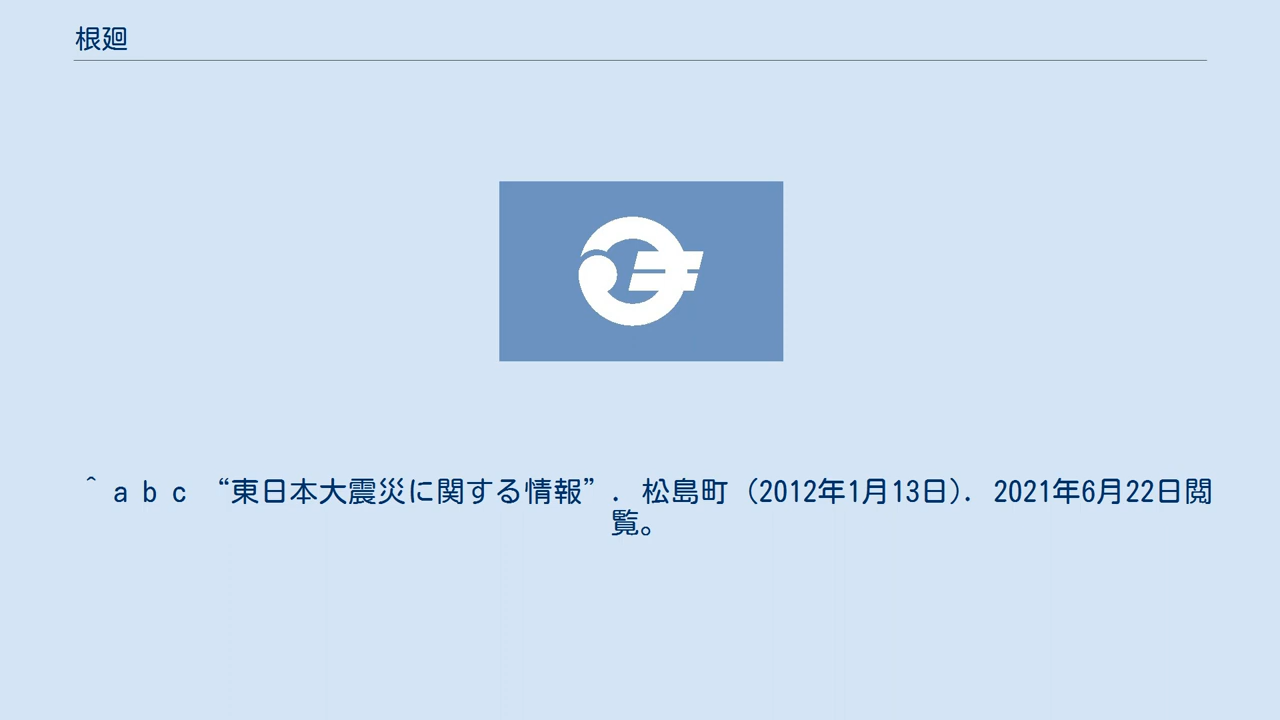 根廻
^ a b c “東日本大震災に関する情報”. 松島町 (2012年1月13日). 2021年6月22日閲
覧。